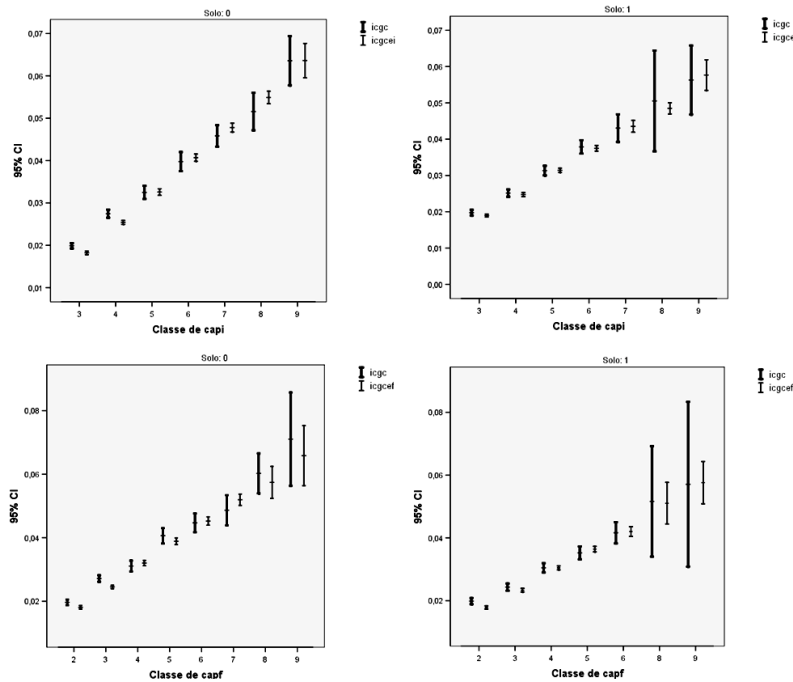 Solo: 0
icgc
icgcei
95% CI
0,07
0,06
0,05
0,04
0,03
0,02
0,01
3 4 5 6 7 8 9
Classe de capi
Solo: 1
icgc
icgce
95% CI
0,07
0,06
0,05
0,04
0,03
0,02
0,01
0,00
3 4 5 6 7 8 9
Classe de capi
Solo: 0
icgc
icgcef
95% CI
0,08
0,06
0,04
0,02
2 3 4 5 6 7 8 9
Classe de capf
Solo: 1
icgc
icgcef
95% CI
0,08
0,06
0,04
0,02
2 3 4 5 6 8 9
Classe de capf